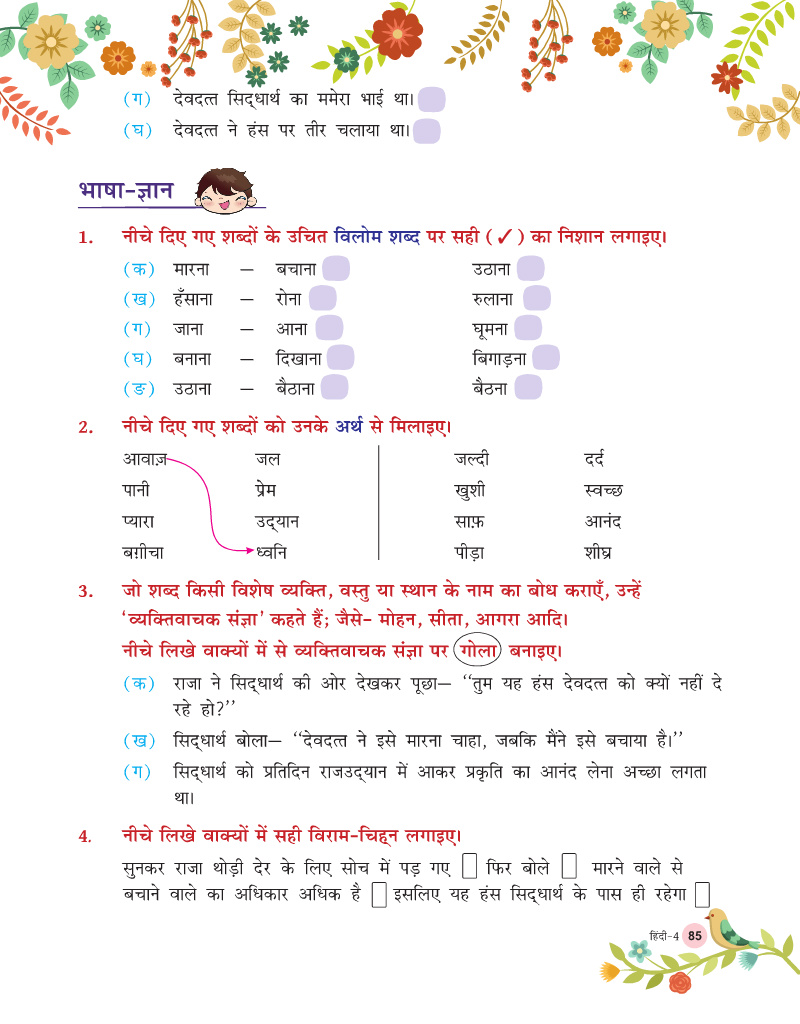 (ग) देवदत्त सिद्‌धार्थ का ममेरा भाई था।
(घ) देवदत्त ने हंस पर तीर चलाया था।
भाषा-ज्ञान
1. नीचे दिए गए शब्दों के उचित विलोम शब्द पर सही (✓) का निशान लगाइए।
(क) मारना – बचाना उठाना
(ख) हँसाना – रोना रुलाना
(ग) जाना – आना घूमना
(घ) बनाना – दिखाना बिगाड़ना
(ङ) उठाना – बैठाना बैठना
2. नीचे दिए गए शब्दों को उनके अर्थ से मिलाइए।
आवाज़ जल जल्दी दर्द
पानी प्रेम खुशी स्वच्छ
प्यारा उद्‌यान साफ़ आनंद
बग़ीचा ध्वनि पीड़ा शीघ्र
3. जो शब्द किसी विशेष व्यक्ति, वस्तु या स्थान के नाम का बोध कराएँ, उन्हें
‘व्यक्तिवाचक संज्ञा’ कहते हैं; जैसे– मोहन, सीता, आगरा आदि।
नीचे लिखे वाक्यों में से व्यक्तिवाचक संज्ञा पर गोला बनाइए।
(क) राजा ने सिद्‌धार्थ की ओर देखकर पूछा— ‘‘तुम यह हंस देवदत्त को क्यों नहीं दे
रहे हो?’’
(ख) सिद्‌धार्थ बोला— ‘‘देवदत्त ने इसे मारना चाहा, जबकि मैंने इसे बचाया है।’’
(ग) सिद्‌धार्थ को प्रतिदिन राजउद्‌यान में आकर प्रकृति का आनंद लेना अच्छा लगता
था।
4. नीचे लिखे वाक्यों में सही विराम-चिह्‌न लगाइए।
सुनकर राजा थोड़ी देर के लिए सोच में पड़ गए फिर बोले मारने वाले से
बचाने वाले का अधिकार अधिक है इसलिए यह हंस सिद्‌धार्थ के पास ही रहेगा
हिंदी-4 85